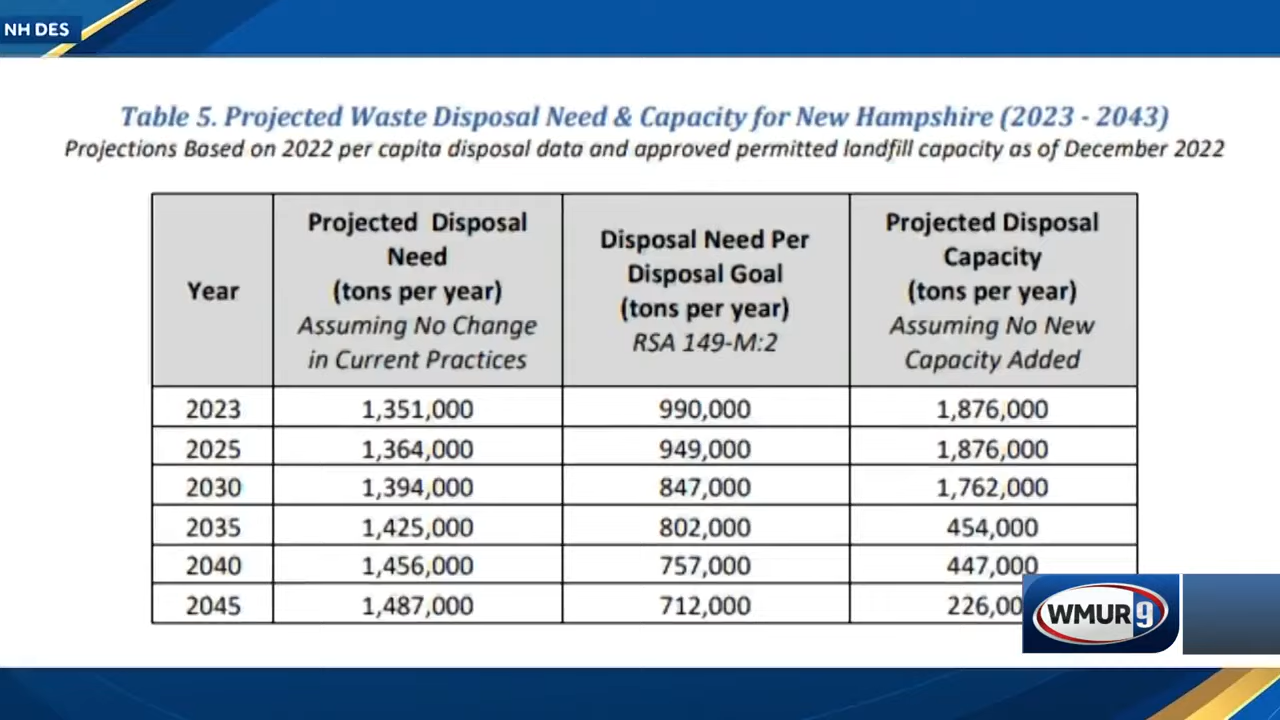 NH DES
Table 5. Projected Waste Disposal Need & Capacity for New Hampshire (2023 - 2043)
Projections Based on 2022 per capita disposal data and approved permitted landfill capacity as of December 2022
Year
Projected Disposal
Need
(tons per year)
Assuming No Change
in Current Practices
Disposal Need Per
Disposal Goal
(tons per year)
RSA 149-M:2
Projected Disposal
Capacity
(tons per year)
Assuming No New
Capacity Added
2023 1,351,000 990,000 1,876,000
2025 1,364,000 949,000 1,876,000
2030 1,394,000 847,000 1,762,000
2035 1,425,000 802,000 454,000
2040 1,456,000 757,000 447,000
2045 1,487,000 712,000 226,00
WMUR 9